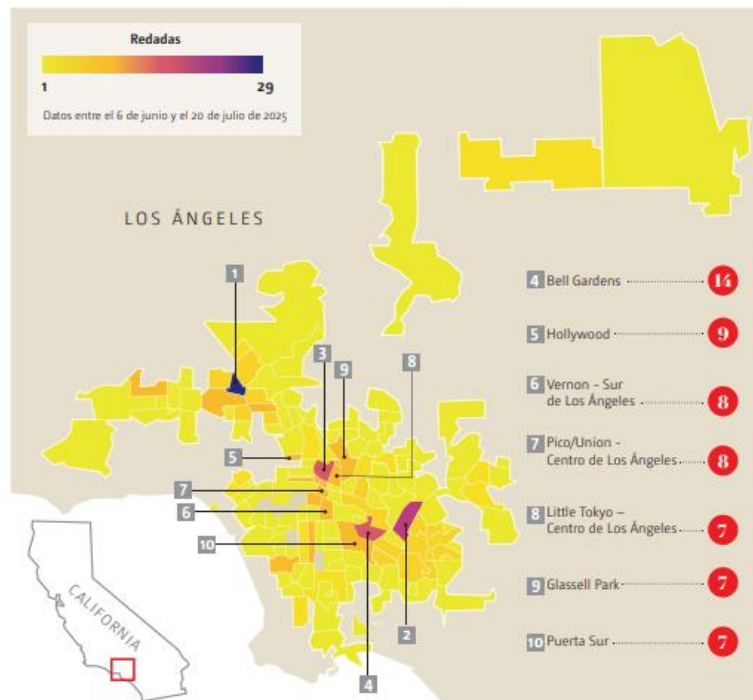 Redadas
1
29
Datos entre el 6 de junio y el 20 de julio de 2025
LOS ÁNGELES
1
3
8
9
5
7
6
10
2
4
4 Bell Gardens 14
5 Hollywood 9
6 Vernon - Sur
de Los Ángeles 8
7 Pico/Union -
Centro de Los Ángeles 8
8 Little Tokyo –
Centro de Los Ángeles 7
9 Glassell Park 7
10 Puerta Sur 7
CALIFORNIA